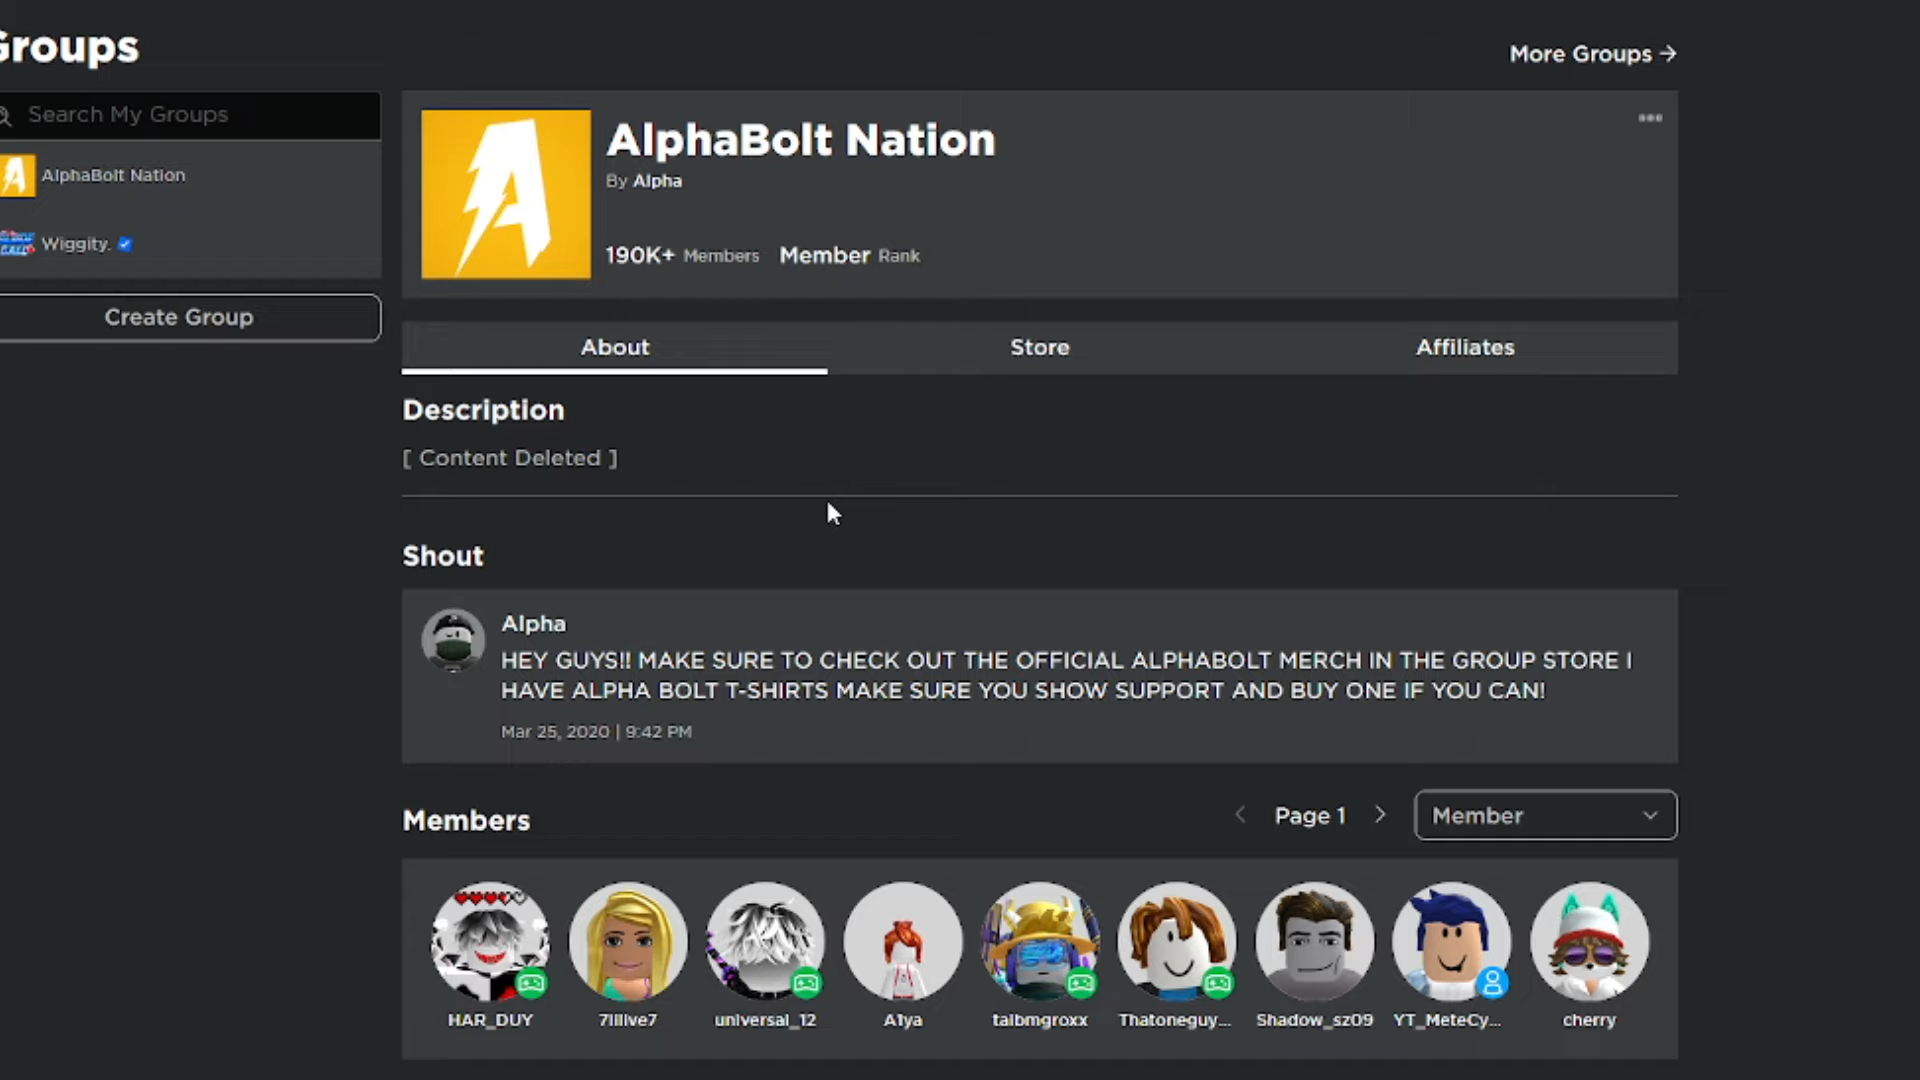 Groups
More Groups →
Search My Groups
AlphaBolt Nation
Wiggity.
Create Group
AlphaBolt Nation
By Alpha
190K+ Members Member Rank
About Store Affiliates
Description
[ Content Deleted ]
Shout
Alpha
HEY GUYS!! MAKE SURE TO CHECK OUT THE OFFICIAL ALPHABOLT MERCH IN THE GROUP STORE I
HAVE ALPHA BOLT T-SHIRTS MAKE SURE YOU SHOW SUPPORT AND BUY ONE IF YOU CAN!
Mar 25, 2020 | 9:42 PM
Members
Page 1
Member
HAR_DUY universal_12 Thatoneguy... Shadow_sz09 YT_MeteCy... cherry